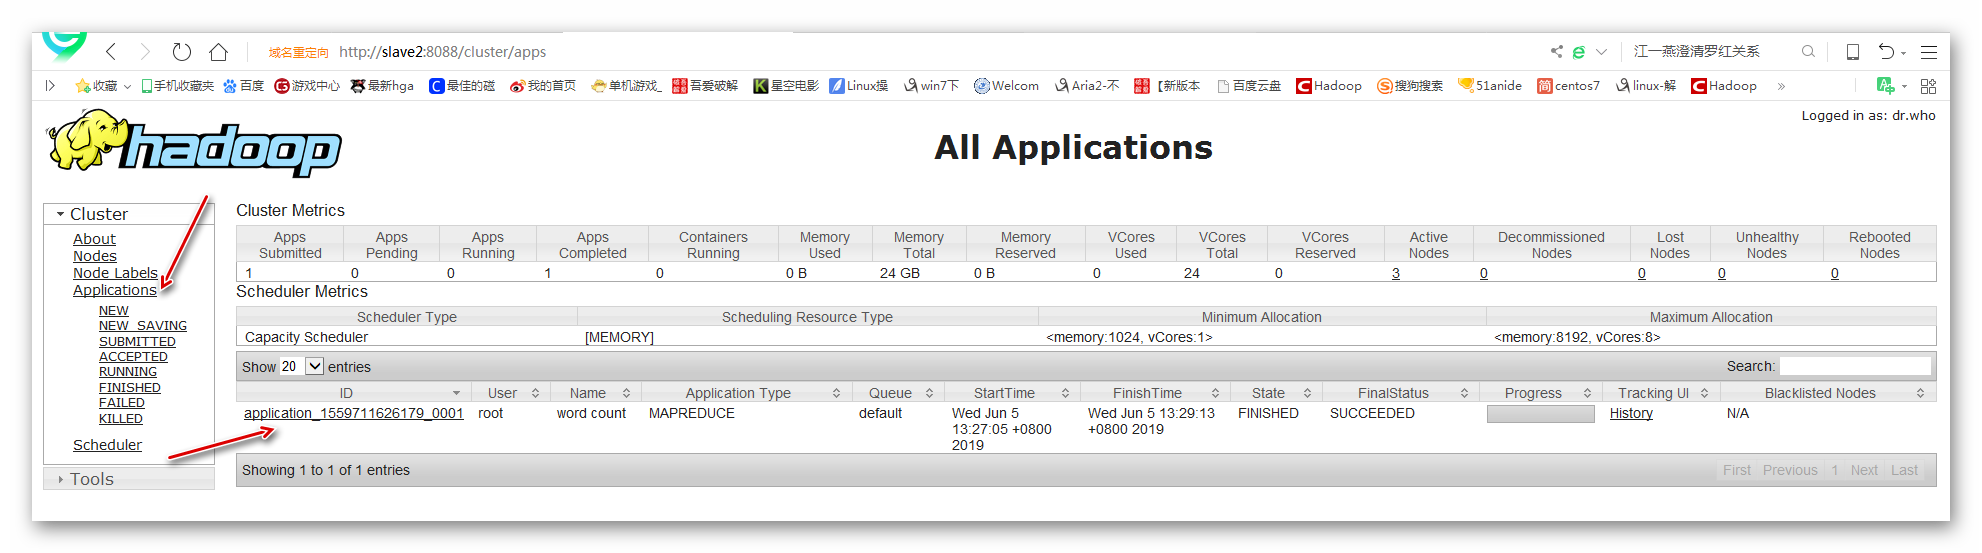 域名重定向 http://slave2:8088/cluster/apps 江一燕澄清罗红关系
收藏 手机收藏夹 百度 游戏中心 最新hga 最佳的磁 我的首页 单机游戏_ 吾爱破解 星空电影 Linux操 win7下 Welcom Aria2-不 【新版本 百度云盘 Hadoop 搜狗搜索 51anide centos7 linux-解 Hadoop »
Logged in as: dr.who
hadoop
All Applications
Cluster
About
Nodes
Node Labels
Applications
NEW
NEW_SAVING
SUBMITTED
ACCEPTED
RUNNING
FINISHED
FAILED
KILLED
Scheduler
Tools
Cluster Metrics
Apps Submitted Apps Pending Apps Running Apps Completed Containers Running Memory Used Memory Total Memory Reserved VCores Used VCores Total VCores Reserved Active Nodes Decommissioned Nodes Lost Nodes Unhealthy Nodes Rebooted Nodes
1 0 0 1 0 0 B 24 GB 0 B 0 24 0 3 0 0 0 0
Scheduler Metrics
Scheduler Type Scheduling Resource Type Minimum Allocation Maximum Allocation
Capacity Scheduler [MEMORY] <memory:1024, vCores:1> <memory:8192, vCores:8>
Show 20 entries Search:
ID User Name Application Type Queue StartTime FinishTime State FinalStatus Progress Tracking UI Blacklisted Nodes
application_1559711626179_0001 root word count MAPREDUCE default Wed Jun 5 13:27:05 +0800 2019 Wed Jun 5 13:29:13 +0800 2019 FINISHED SUCCEEDED History N/A
Showing 1 to 1 of 1 entries First Previous 1 Next Last